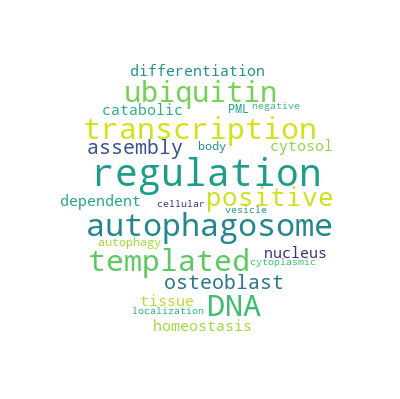 differentiation
ubiquitin
catabolic PML negative
transcription
assembly body cytosol
regulation
dependent positive
cellular vesicle
autophagosome
autophagy nucleus
templated cytoplasmic
osteoblast
tissue DNA
localization
homeostasis